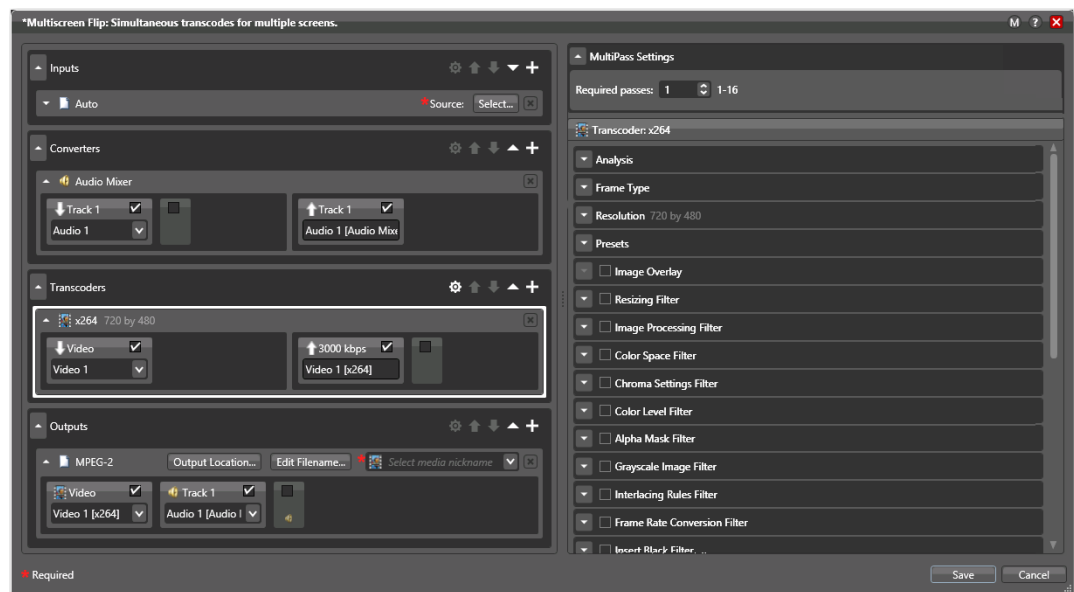 *Multiscreen Flip: Simultaneous transcodes for multiple screens.
M ? X
Inputs
Auto
*Source: Select...
Converters
Audio Mixer
Track 1
Audio 1
Track 1
Audio 1 [Audio Mixe
Transcoders
x264 720 by 480
Video
Video 1
3000 kbps
Video 1 [x264]
Outputs
MPEG-2 Output Location... Edit Filename... * Select media nickname
Video
Video 1 [x264]
Track 1
Audio 1 [Audio I
* Required
MultiPass Settings
Required passes: 1 1-16
Transcoder: x264
Analysis
Frame Type
Resolution 720 by 480
Presets
Image Overlay
Resizing Filter
Image Processing Filter
Color Space Filter
Chroma Settings Filter
Color Level Filter
Alpha Mask Filter
Grayscale Image Filter
Interlacing Rules Filter
Frame Rate Conversion Filter
Insert Black Filter
Save Cancel